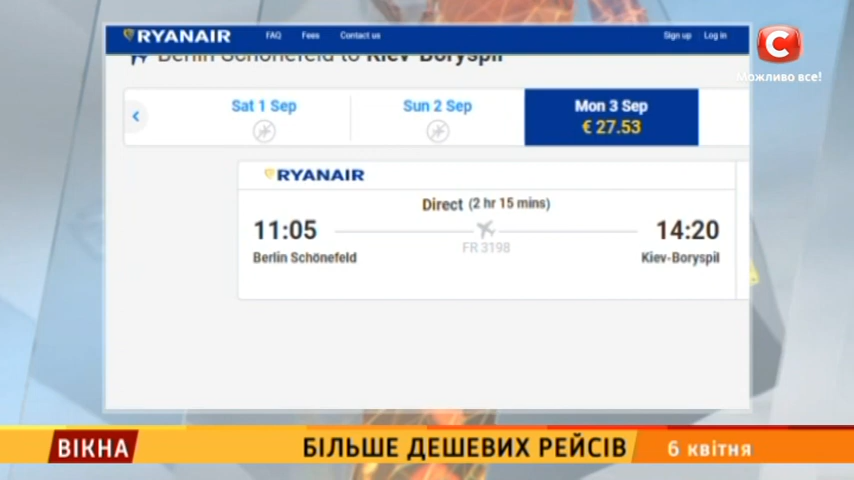 RYANAIR FAQ Fees Contact us Sign up Log in
Можливо все!
Berlin Schönefeld to Kiev-Boryspil
Sat 1 Sep Sun 2 Sep Mon 3 Sep
€ 27.53
RYANAIR
Direct (2 hr 15 mins)
11:05 14:20
FR 3198
Berlin Schönefeld Kiev-Boryspil
ВІКНА БІЛЬШЕ ДЕШЕВИХ РЕЙСІВ 6 квітня